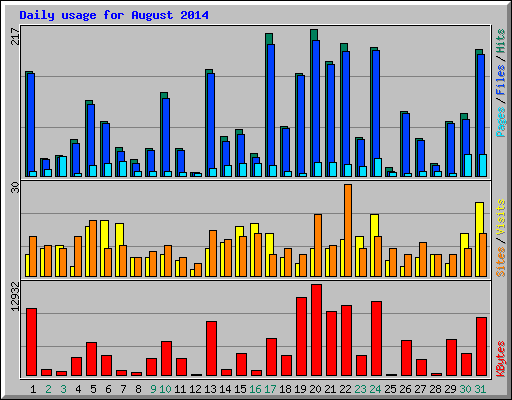 Daily usage for August 2014
217
Pages / Files / Hits
30
Sites / Visits
12932
KBytes
1 2 3 4 5 6 7 8 9 10 11 12 13 14 15 16 17 18 19 20 21 22 23 24 25 26 27 28 29 30 31